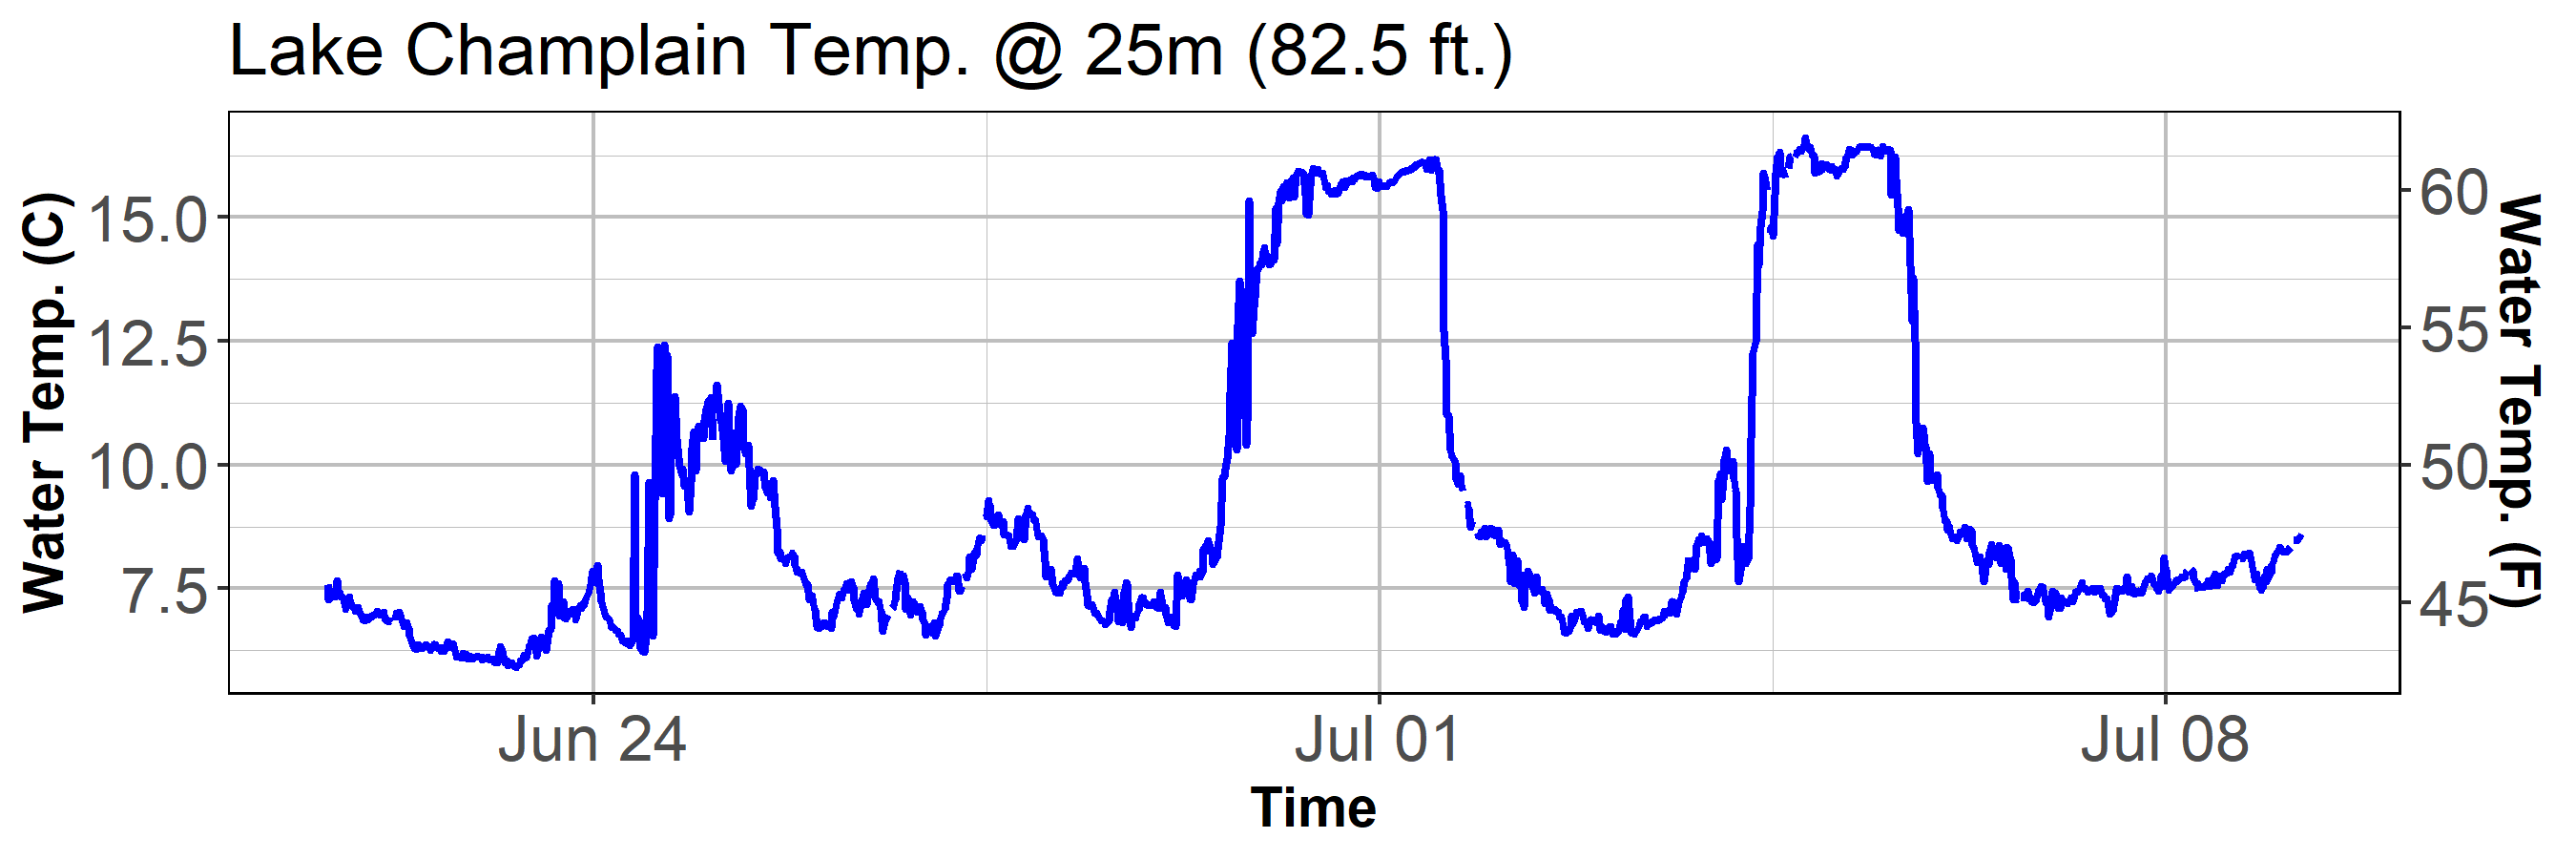 Lake Champlain Temp. @ 25m (82.5 ft.)
Water Temp. (C)
15.0
12.5
10.0
7.5
60
55
50
45
Water Temp. (F)
Jun 24
Jul 01
Jul 08
Time